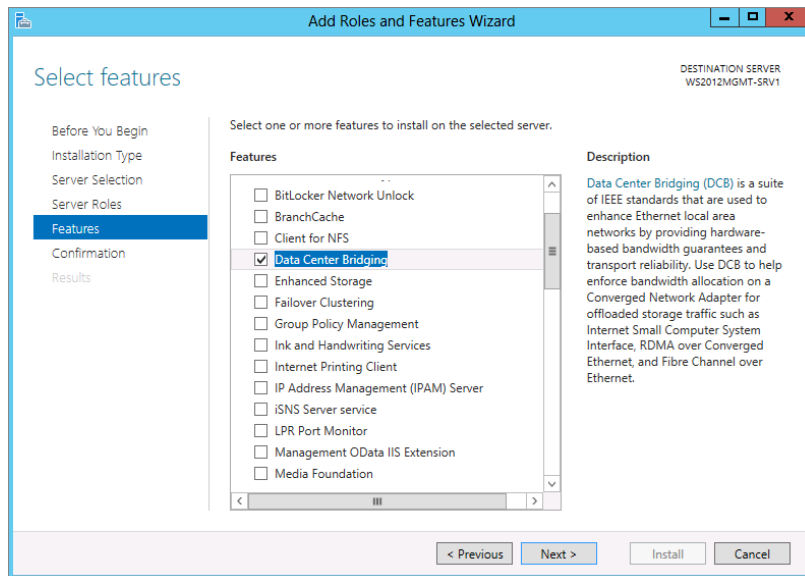 Add Roles and Features Wizard
Select features
DESTINATION SERVER
WS2012MGMT-SRV1
Before You Begin
Installation Type
Server Selection
Server Roles
Features
Confirmation
Results
Select one or more features to install on the selected server.
Features
BitLocker Network Unlock
BranchCache
Client for NFS
Data Center Bridging
Enhanced Storage
Failover Clustering
Group Policy Management
Ink and Handwriting Services
Internet Printing Client
IP Address Management (IPAM) Server
iSNS Server service
LPR Port Monitor
Management OData IIS Extension
Media Foundation
Description
Data Center Bridging (DCB) is a suite
of IEEE standards that are used to
enhance Ethernet local area
networks by providing hardware-
based bandwidth guarantees and
transport reliability. Use DCB to help
enforce bandwidth allocation on a
Converged Network Adapter for
offloaded storage traffic such as
Internet Small Computer System
Interface, RDMA over Converged
Ethernet, and Fibre Channel over
Ethernet.
< Previous
Next >
Install
Cancel